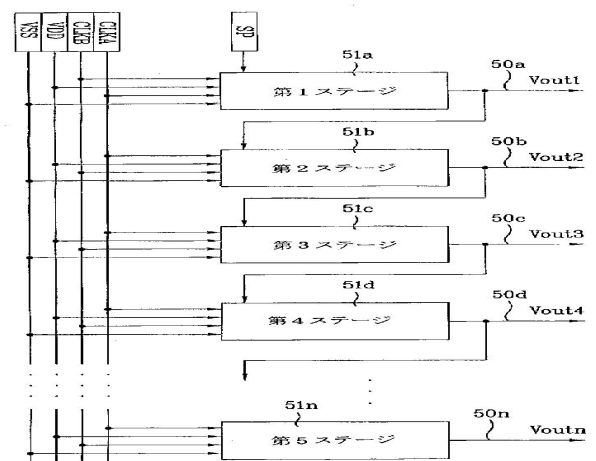 VSS
VDD
CLKB
CLKA
SP
51a
第1ステージ
50a
Vout1
51b
第2ステージ
50b
Vout2
51c
第3ステージ
50c
Vout3
51d
第4ステージ
50d
Vout4
51n
第5ステージ
50n
Voutn